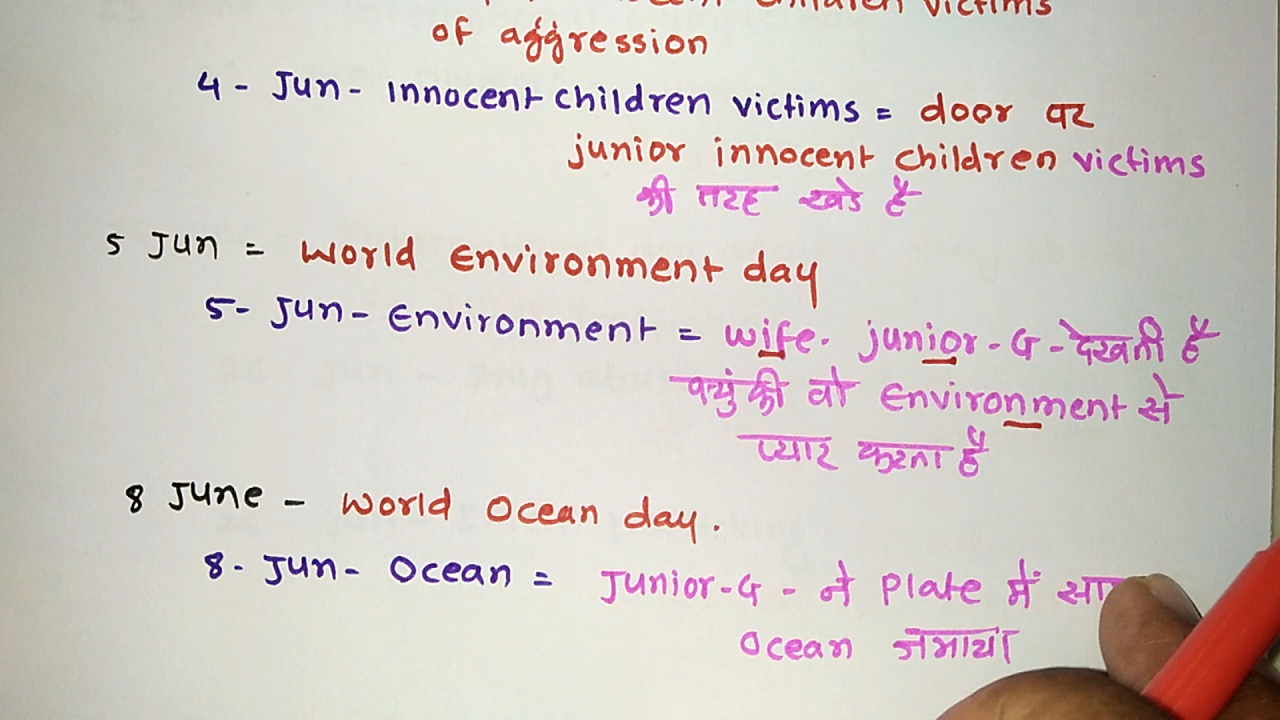 children victims
of aggression
4 - Jun - Innocent children victims = door पर
junior innocent children victims
की तरह खडे है
5 Jun = World Environment day
5 - Jun - Environment = wife. junior - G - देखती है
क्युंकी वो Environment से
प्यार करता है
8 June - World Ocean day.
8 - Jun - Ocean = Junior - G - ने Plate में
Ocean जमाया